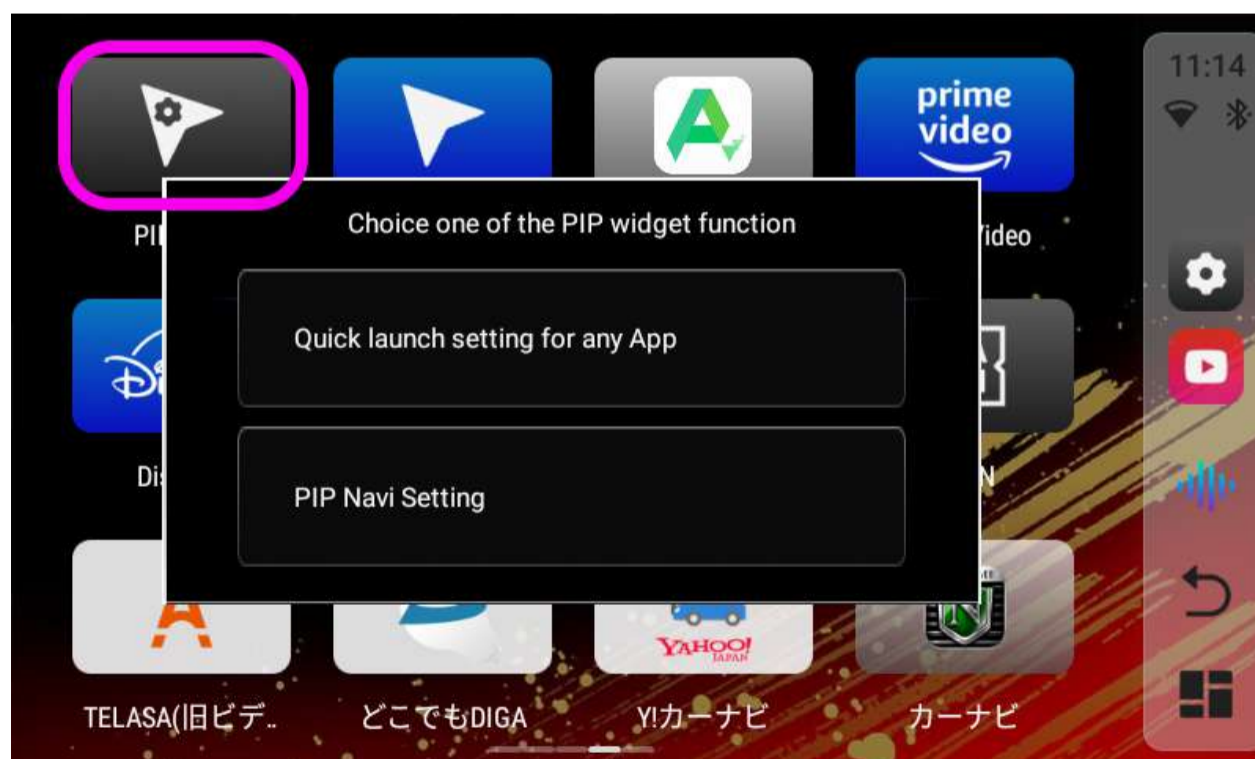 11:14
prime
video
PI
ideo
Choice one of the PIP widget function
Quick launch setting for any App
PIP Navi Setting
Dis
N
YAHOO!
JAPAN
N
TELASA(旧ビデ..
どこでもDIGA
Y!カーナビ
カーナビ